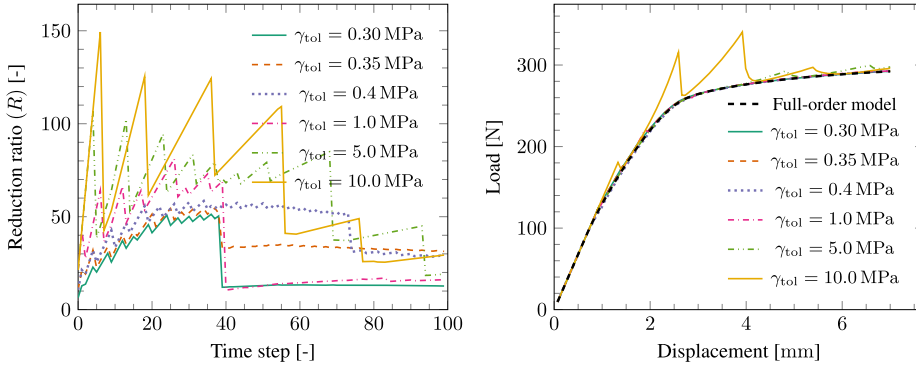 150
100
50
0
Reduction ratio (R) [-]
0
20
40
60
80
100
Time step [-]
γtol = 0.30 MPa
γtol = 0.35 MPa
γtol = 0.4 MPa
γtol = 1.0 MPa
γtol = 5.0 MPa
γtol = 10.0 MPa
300
200
100
0
Load [N]
0
2
4
6
Displacement [mm]
Full-order model
γtol = 0.30 MPa
γtol = 0.35 MPa
γtol = 0.4 MPa
γtol = 1.0 MPa
γtol = 5.0 MPa
γtol = 10.0 MPa